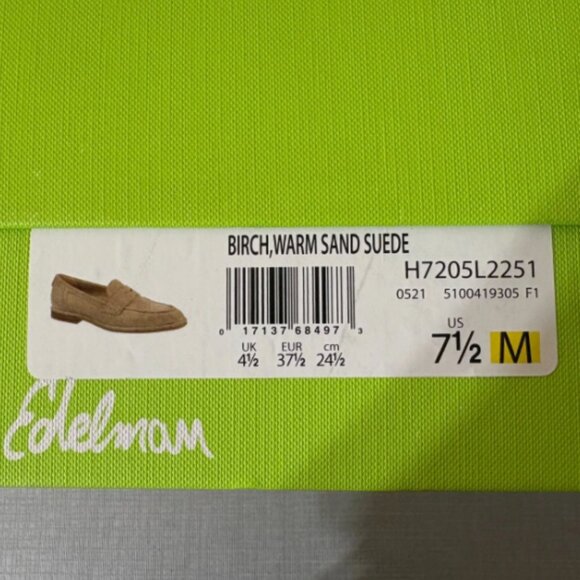 BIRCH,WARM SAND SUEDE
H7205L2251
0521 5100419305 F1
0 17137 68497 3
UK EUR cm
4½ 37½ 24½
US
7½ M
Edelman